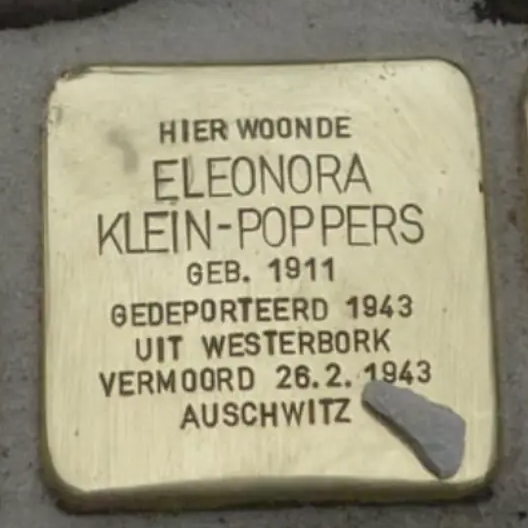 HIER WOONDE
ELEONORA
KLEIN-POPPERS
GEB. 1911
GEDEPORTEERD 1943
UIT WESTERBORK
VERMOORD 26.2.1943
AUSCHWITZ